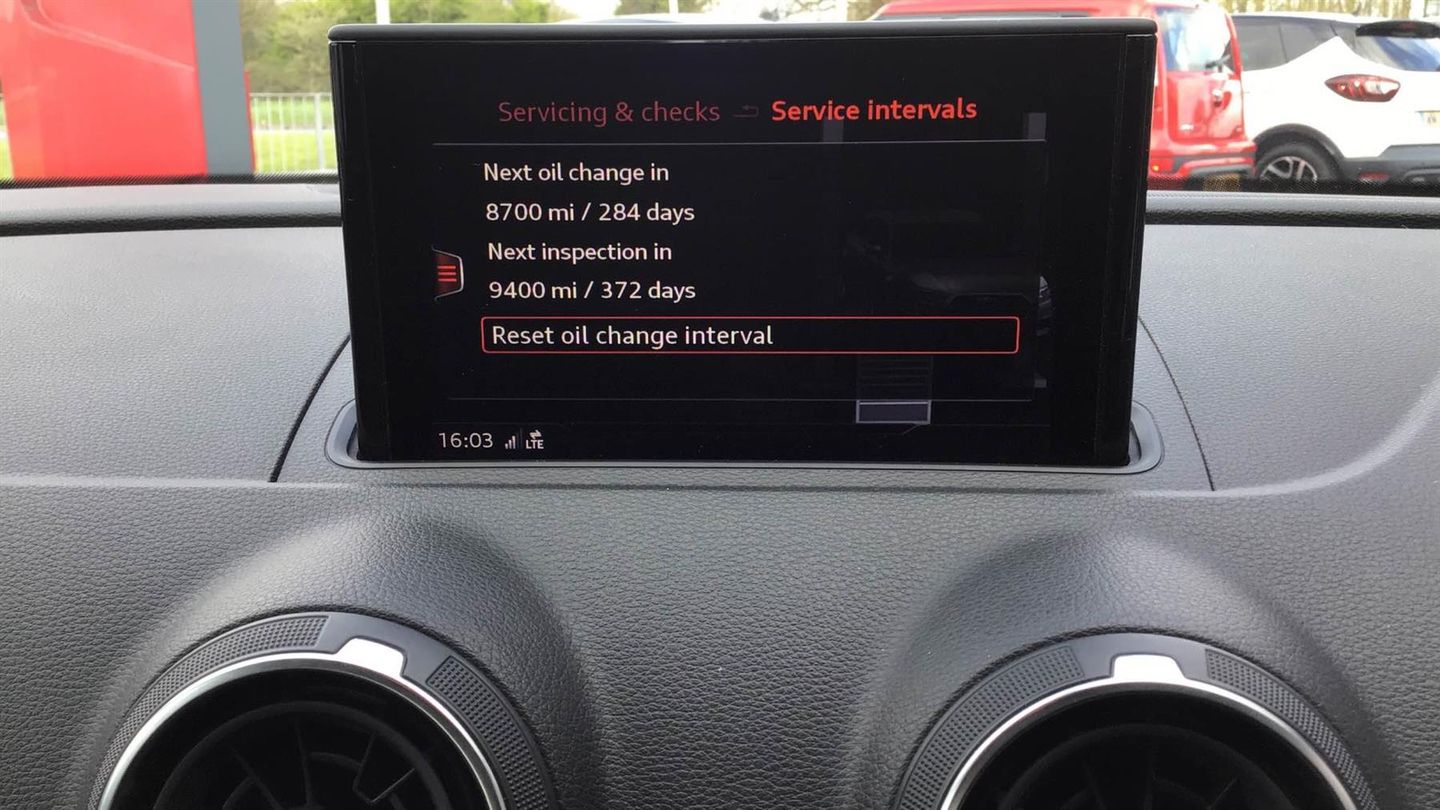 Servicing & checks Service intervals
Next oil change in
8700 mi / 284 days
Next inspection in
9400 mi / 372 days
Reset oil change interval
16:03 LTE